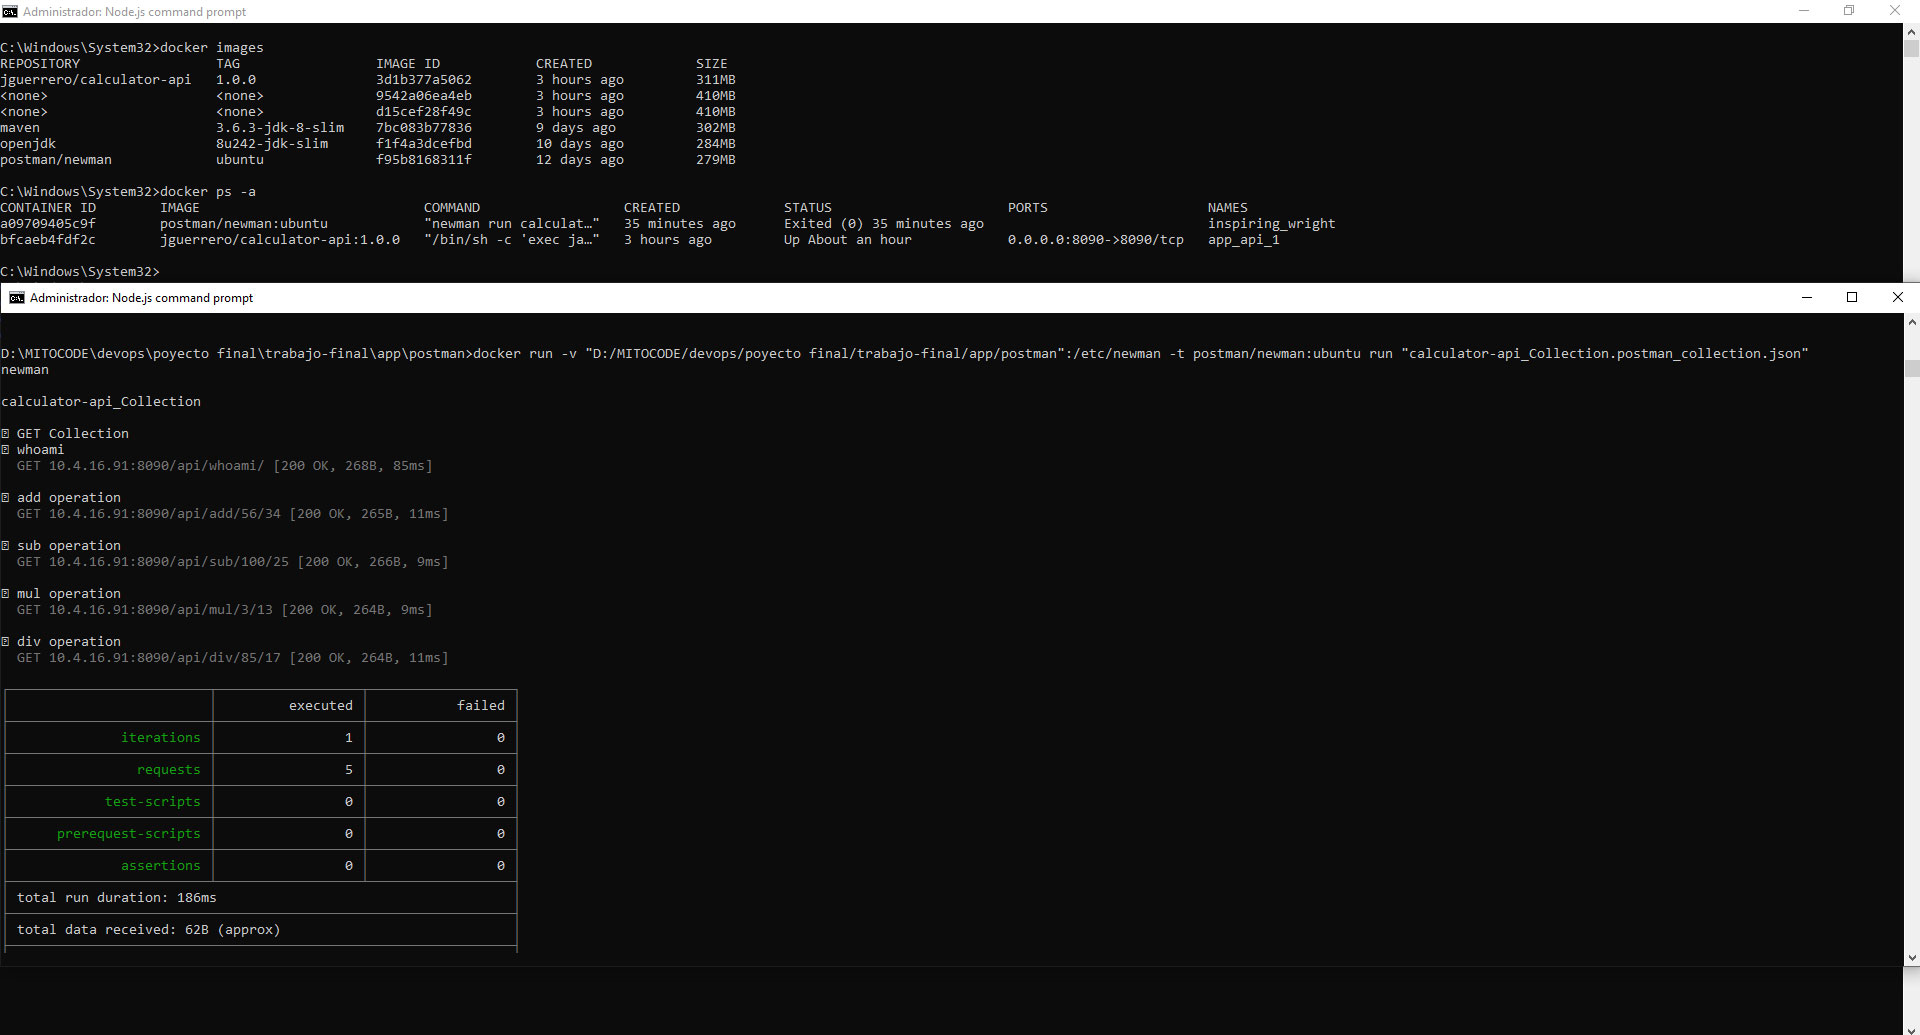 Administrador: Node.js command prompt
C:\Windows\System32>docker images
REPOSITORY TAG IMAGE ID CREATED SIZE
jguerrero/calculator-api 1.0.0 3d1b377a5062 3 hours ago 311MB
<none> <none> 9542a06ea4eb 3 hours ago 410MB
<none> <none> d15cef28f49c 3 hours ago 410MB
maven 3.6.3-jdk-8-slim 7bc083b77836 9 days ago 302MB
openjdk 8u242-jdk-slim f1f4a3dcefbd 10 days ago 284MB
postman/newman ubuntu f95b8168311f 12 days ago 279MB
C:\Windows\System32>docker ps -a
CONTAINER ID IMAGE COMMAND CREATED STATUS PORTS NAMES
a09709405c9f postman/newman:ubuntu "newman run calculat…" 35 minutes ago Exited (0) 35 minutes ago inspiring_wright
bfcaeb4fdf2c jguerrero/calculator-api:1.0.0 "/bin/sh -c 'exec ja…" 3 hours ago Up About an hour 0.0.0.0:8090->8090/tcp app_api_1
C:\Windows\System32>
Administrador: Node.js command prompt
D:\MITOCODE\devops\poyecto final\trabajo-final\app\postman>docker run -v "D:/MITOCODE/devops/poyecto final/trabajo-final/app/postman":/etc/newman -t postman/newman:ubuntu run "calculator-api_Collection.postman_collection.json"
newman
calculator-api_Collection
GET Collection
whoami
GET 10.4.16.91:8090/api/whoami/ [200 OK, 268B, 85ms]
add operation
GET 10.4.16.91:8090/api/add/56/34 [200 OK, 265B, 11ms]
sub operation
GET 10.4.16.91:8090/api/sub/100/25 [200 OK, 266B, 9ms]
mul operation
GET 10.4.16.91:8090/api/mul/3/13 [200 OK, 264B, 9ms]
div operation
GET 10.4.16.91:8090/api/div/85/17 [200 OK, 264B, 11ms]
executed failed
iterations 1 0
requests 5 0
test-scripts 0 0
prerequest-scripts 0 0
assertions 0 0
total run duration: 186ms
total data received: 62B (approx)